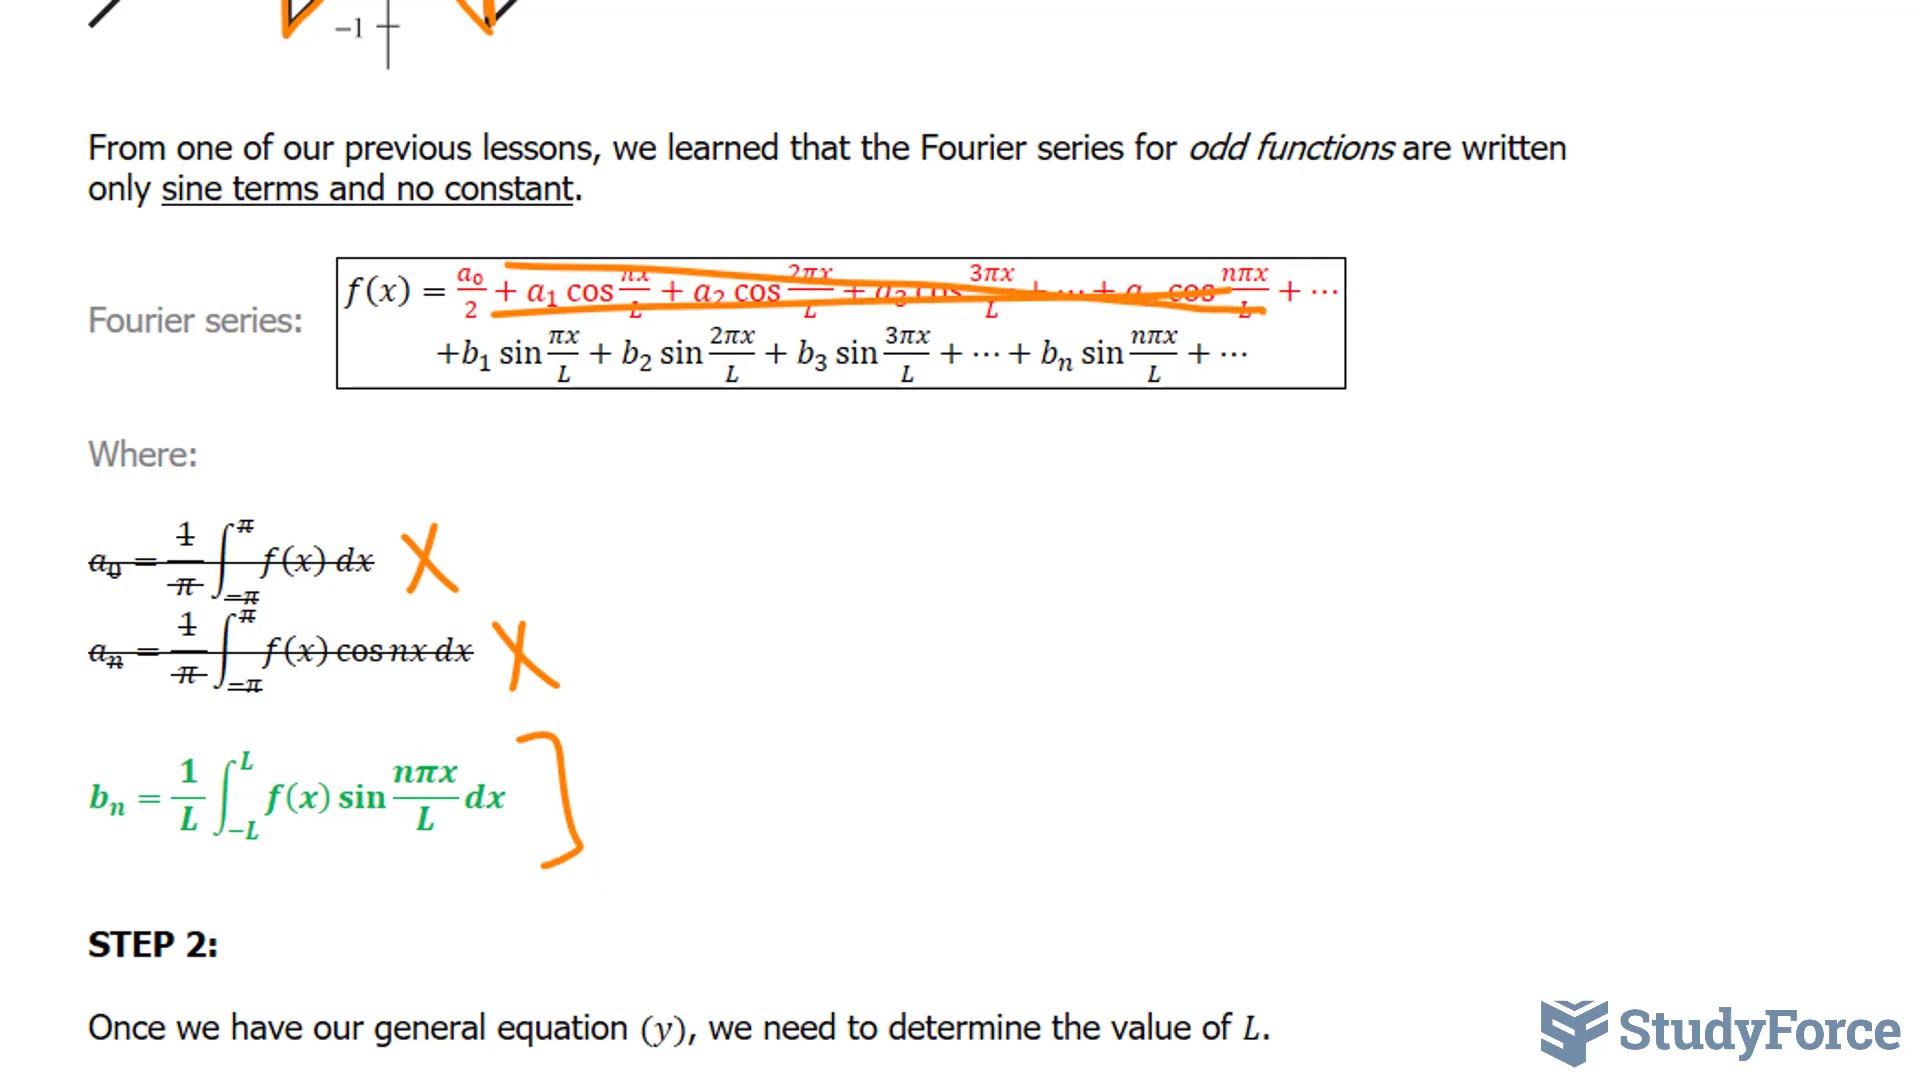 −1
From one of our previous lessons, we learned that the Fourier series for odd functions are written
only sine terms and no constant.
Fourier series:
f(x) = a₀/2 + a₁ cos πx/L + a₂ cos 2πx/L + a₃ cos 3πx/L + ⋯ + aₙ cos nπx/L + ⋯
+b₁ sin πx/L + b₂ sin 2πx/L + b₃ sin 3πx/L + ⋯ + bₙ sin nπx/L + ⋯
Where:
a₀ = 1/π ∫_{−π}^{π} f(x) dx X
aₙ = 1/π ∫_{−π}^{π} f(x) cos nx dx X
bₙ = 1/L ∫_{−L}^{L} f(x) sin nπx/L dx ]
STEP 2:
Once we have our general equation (y), we need to determine the value of L.
StudyForce